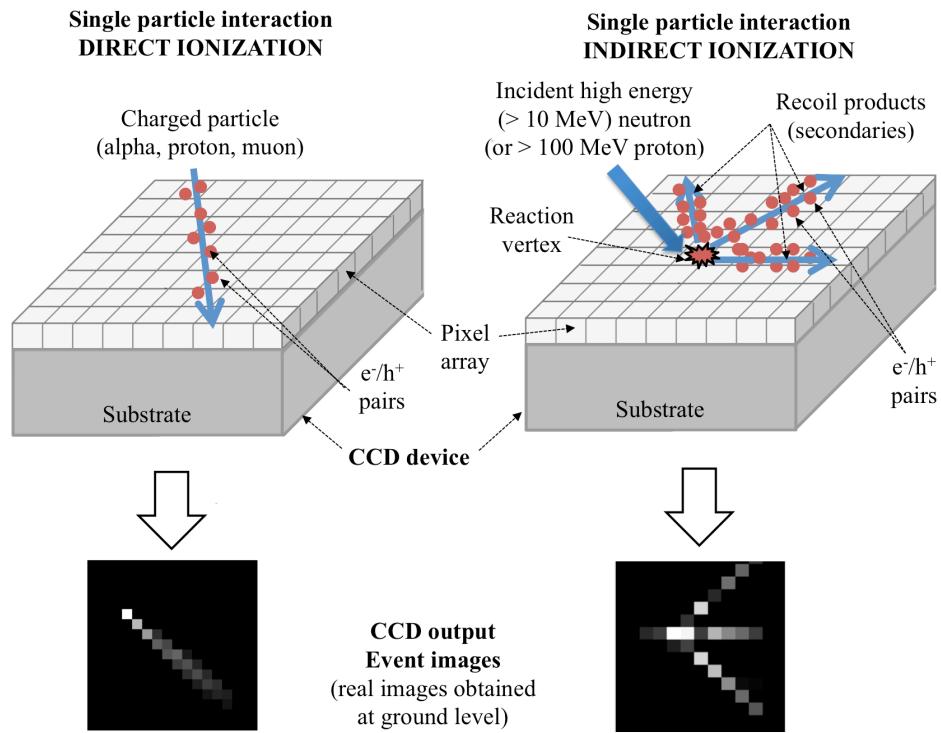 Single particle interaction
DIRECT IONIZATION
Single particle interaction
INDIRECT IONIZATION
Charged particle
(alpha, proton, muon)
Incident high energy
(> 10 MeV) neutron
(or > 100 MeV proton)
Recoil products
(secondaries)
Reaction
vertex
Pixel
array
e-/h+
pairs
e-/h+
pairs
Substrate
Substrate
CCD device
CCD output
Event images
(real images obtained
at ground level)